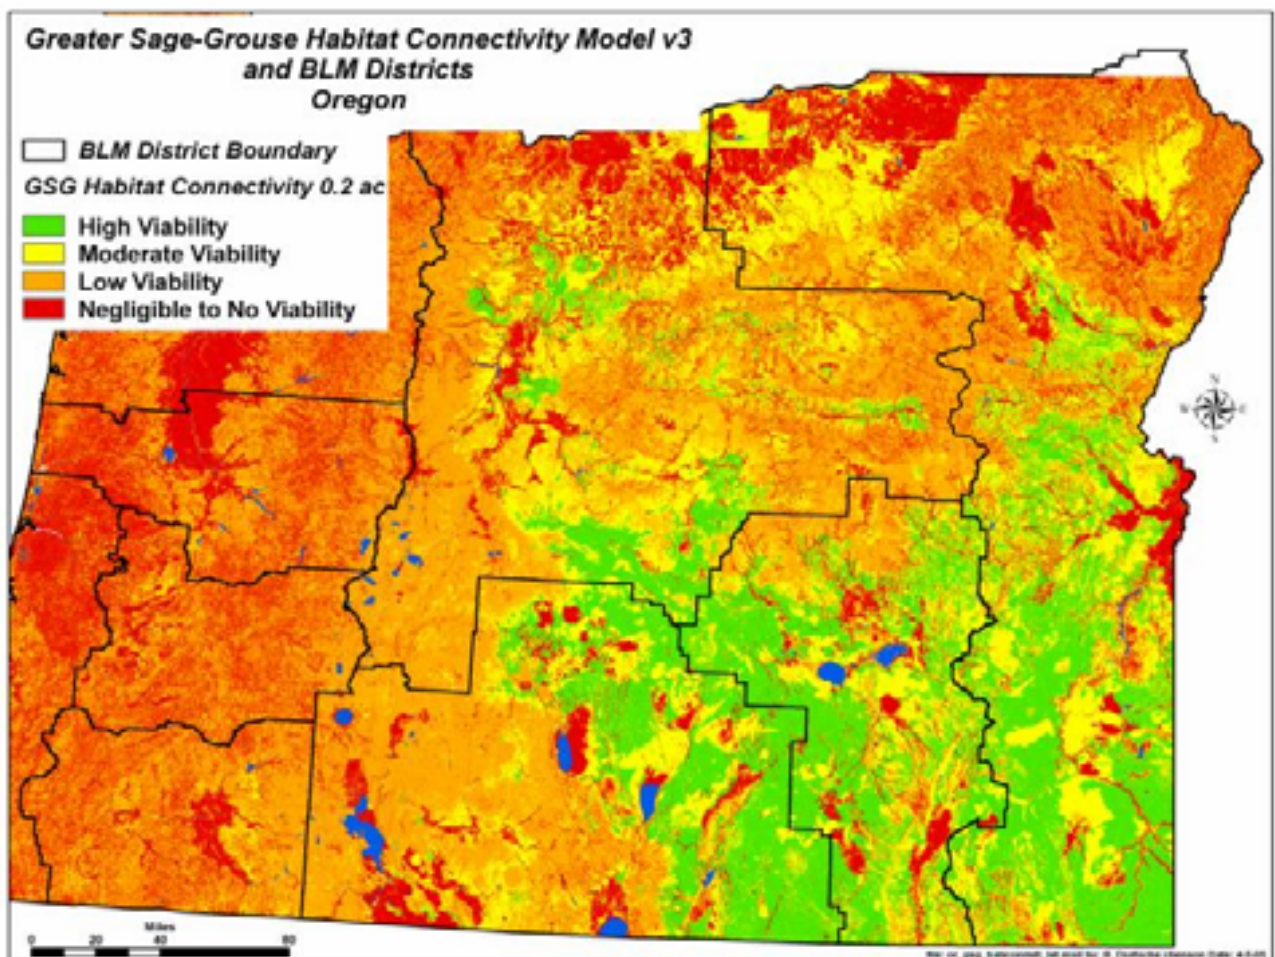 Greater Sage-Grouse Habitat Connectivity Model v3
and BLM Districts
Oregon
BLM District Boundary
GSG Habitat Connectivity 0.2 ac
High Viability
Moderate Viability
Low Viability
Negligible to No Viability
N
W E
S
Miles
0 20 40 80